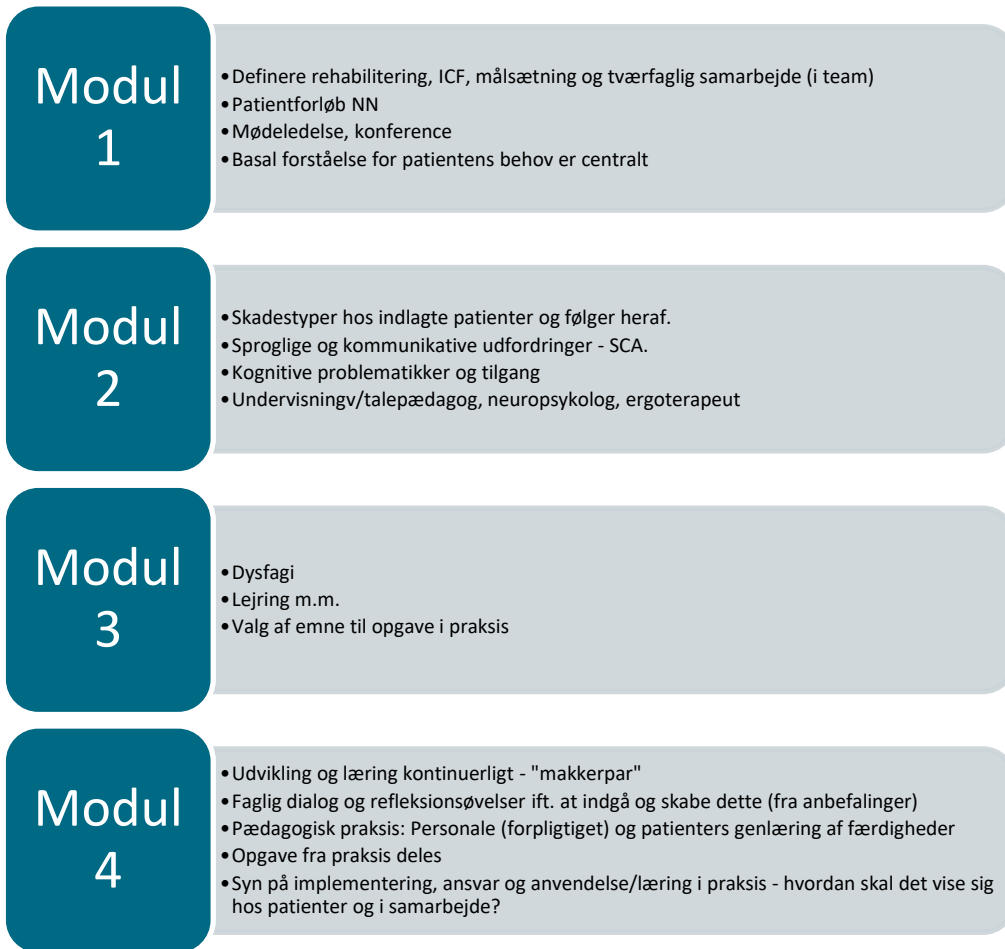 Modul
1
•Definere rehabilitering, ICF, målsætning og tværfaglig samarbejde (i team)
•Patientforløb NN
•Mødeledelse, konference
•Basal forståelse for patientens behov er centralt
Modul
2
•Skadestyper hos indlagte patienter og følger heraf.
•Sproglige og kommunikative udfordringer - SCA.
•Kognitive problematikker og tilgang
•Undervisningv/talepædagog, neuropsykolog, ergoterapeut
Modul
3
•Dysfagi
•Lejring m.m.
•Valg af emne til opgave i praksis
Modul
4
•Udvikling og læring kontinuerligt - "makkerpar"
•Faglig dialog og refleksionsøvelser ift. at indgå og skabe dette (fra anbefalinger)
•Pædagogisk praksis: Personale (forpligtiget) og patienters genlæring af færdigheder
•Opgave fra praksis deles
•Syn på implementering, ansvar og anvendelse/læring i praksis - hvordan skal det vise sig
hos patienter og i samarbejde?